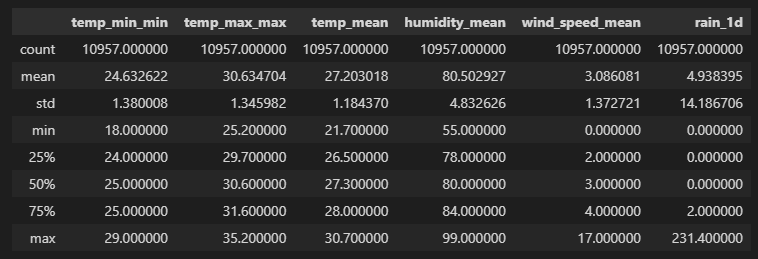 temp_min_min temp_max_max temp_mean humidity_mean wind_speed_mean rain_1d
count 10957.000000 10957.000000 10957.000000 10957.000000 10957.000000 10957.000000
mean 24.632622 30.634704 27.203018 80.502927 3.086081 4.938395
std 1.380008 1.345982 1.184370 4.832626 1.372721 14.186706
min 18.000000 25.200000 21.700000 55.000000 0.000000 0.000000
25% 24.000000 29.700000 26.500000 78.000000 2.000000 0.000000
50% 25.000000 30.600000 27.300000 80.000000 3.000000 0.000000
75% 25.000000 31.600000 28.000000 84.000000 4.000000 2.000000
max 29.000000 35.200000 30.700000 99.000000 17.000000 231.400000